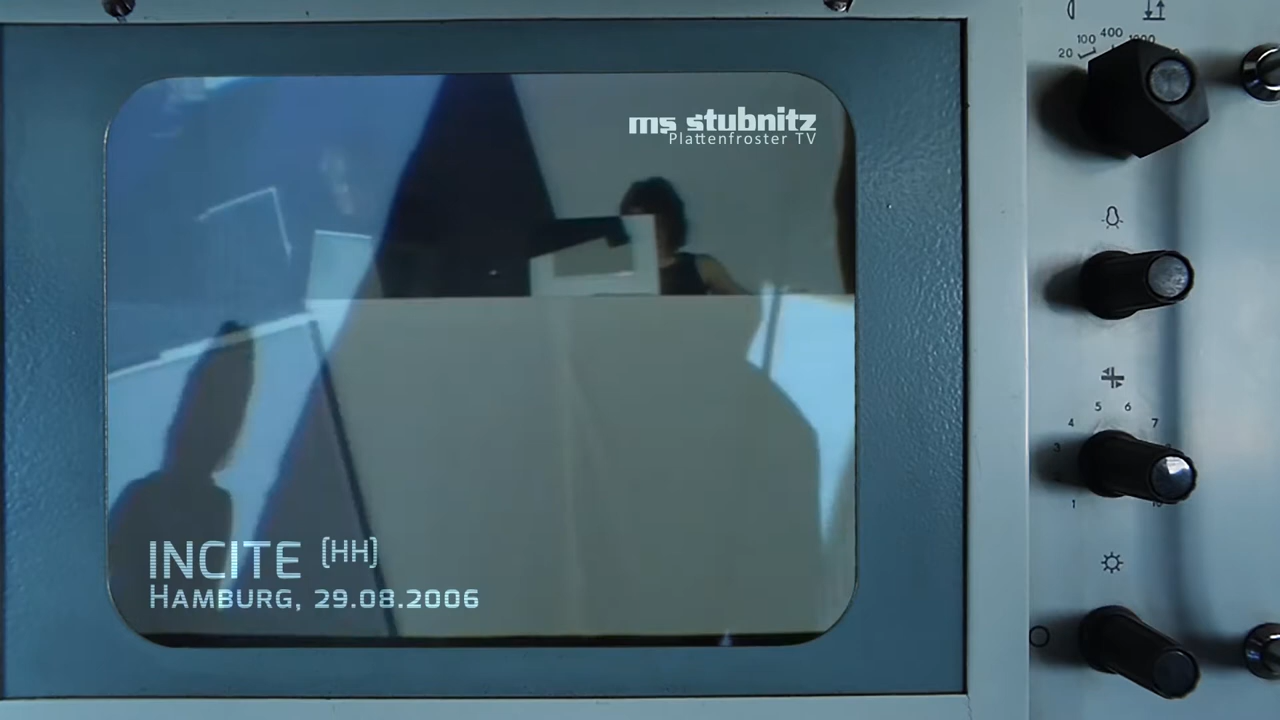 ms stubnitz
Plattenfroster TV
20 100 400 1000
5 6
4 7
3
1 10
INCITE [HH]
HAMBURG, 29.08.2006